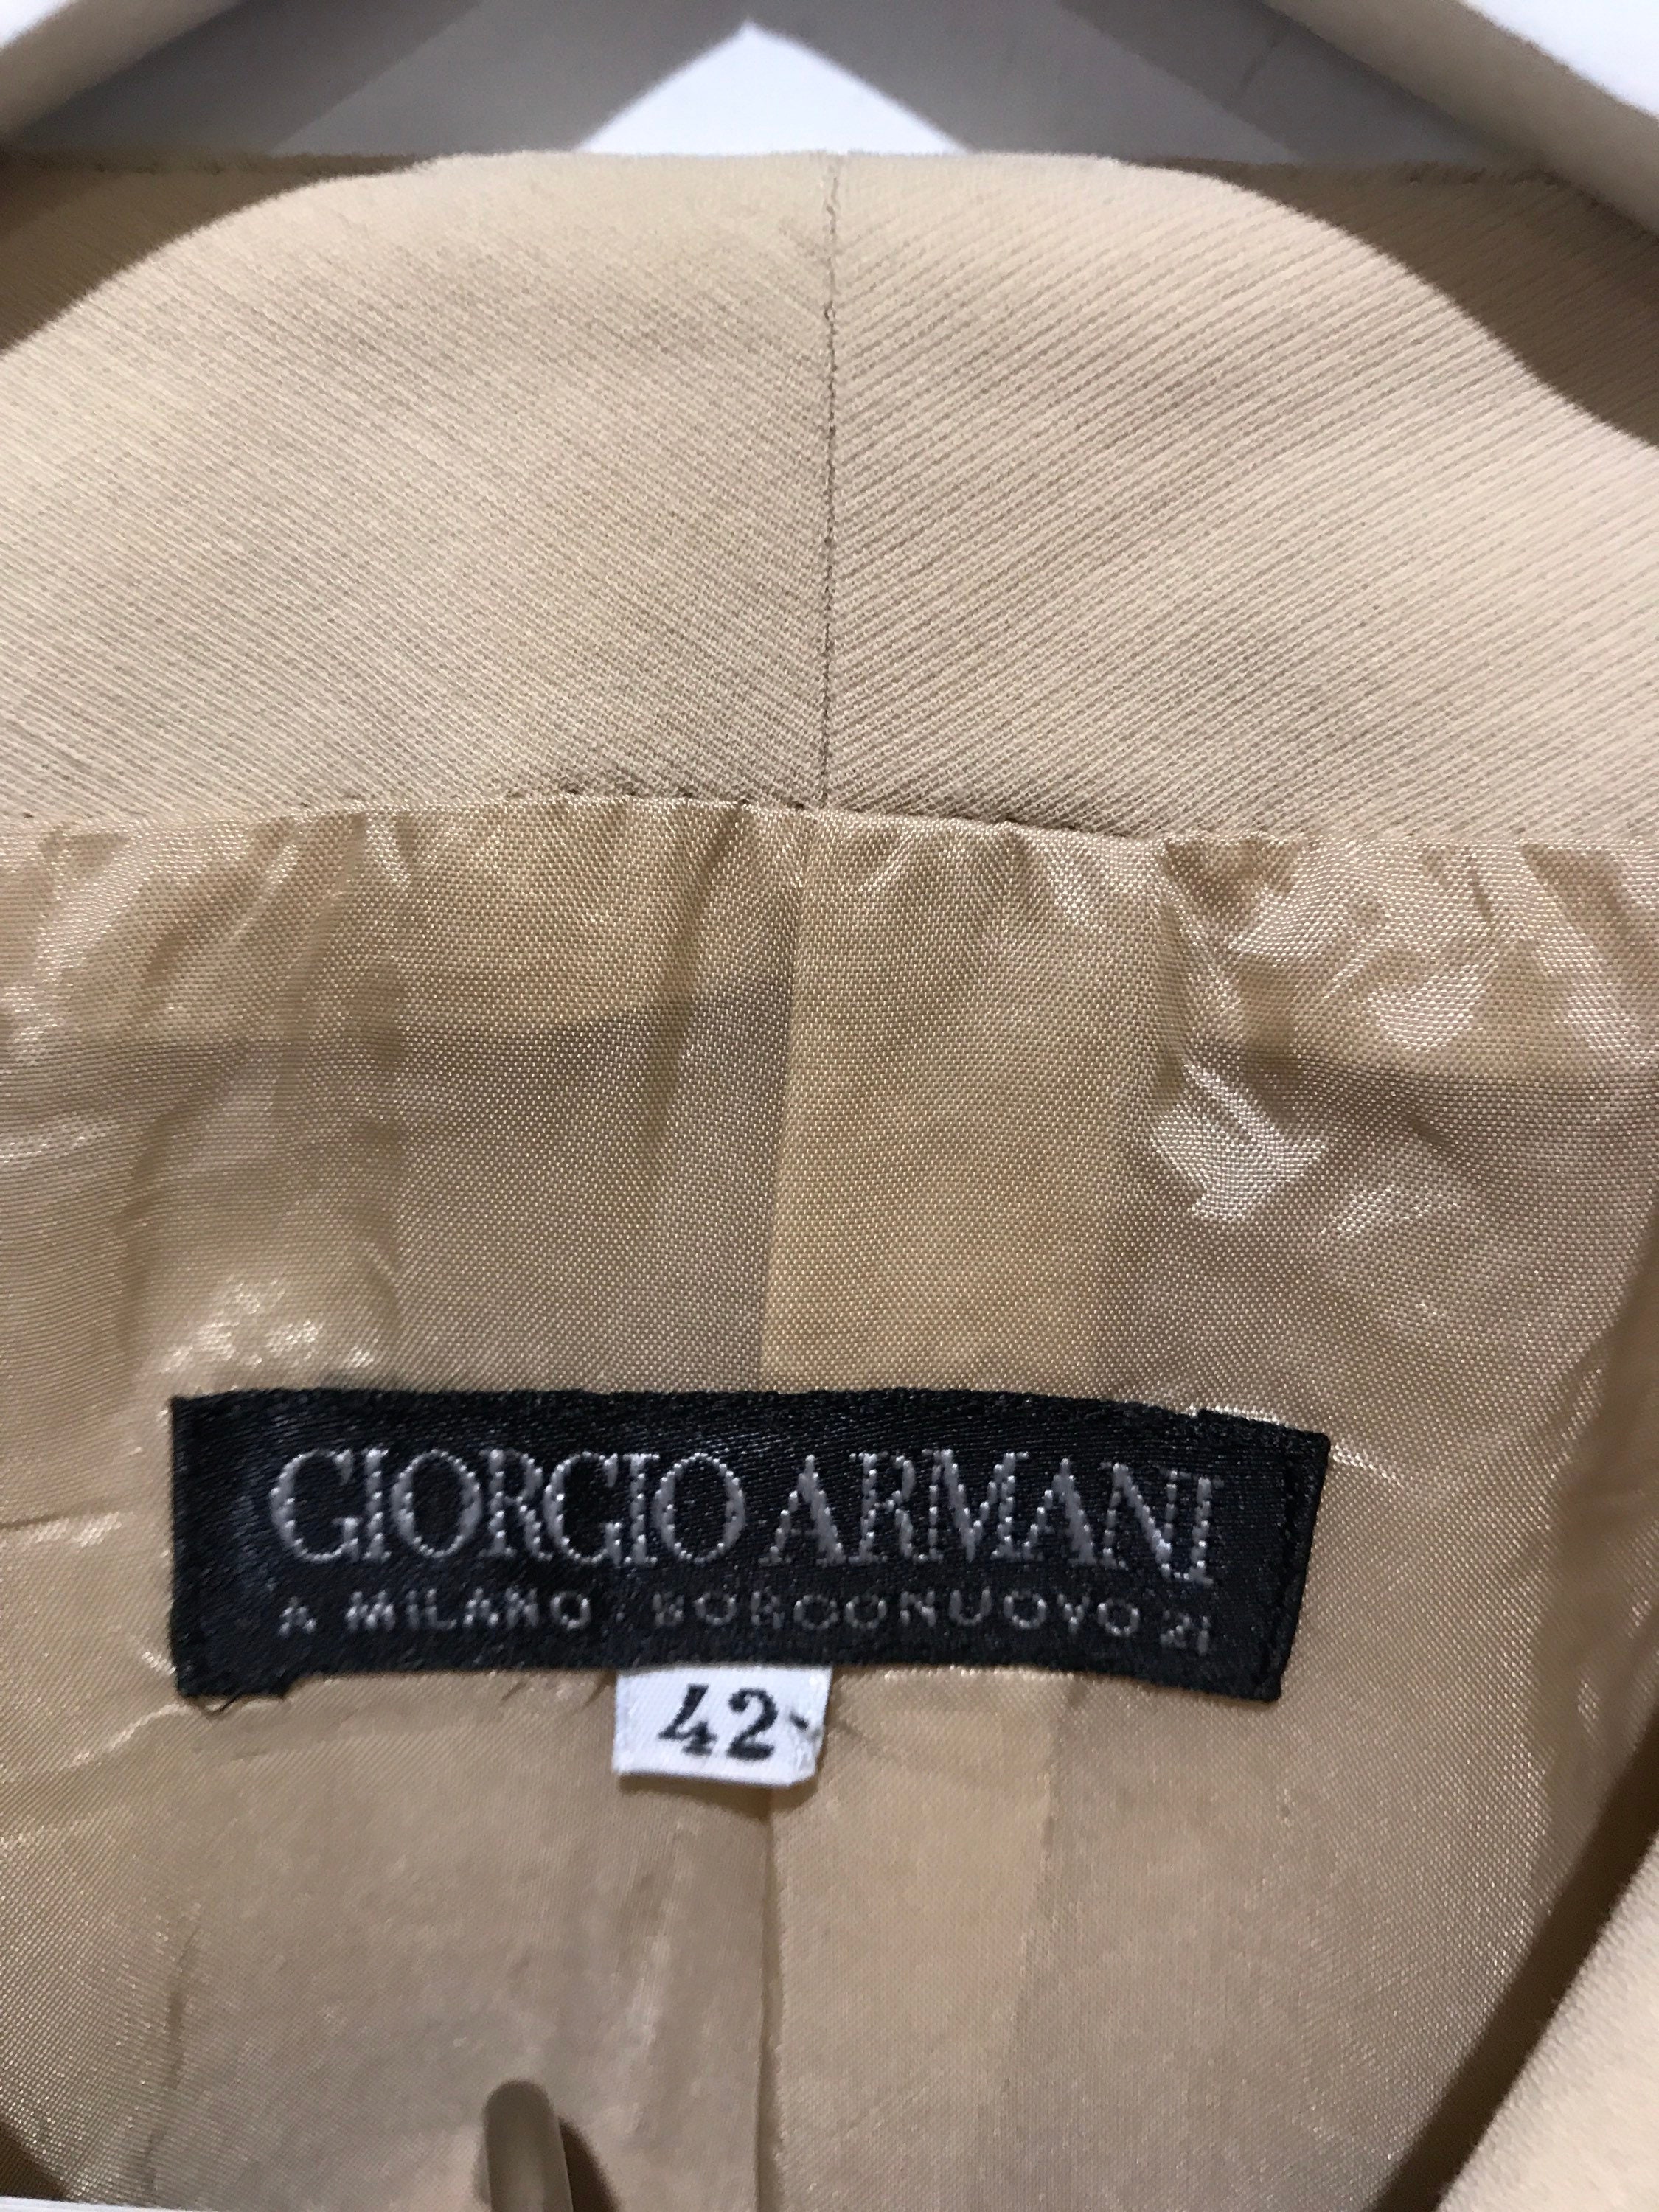 GIORGIO ARMANI
A MILANO BORGONUOVO 21
42